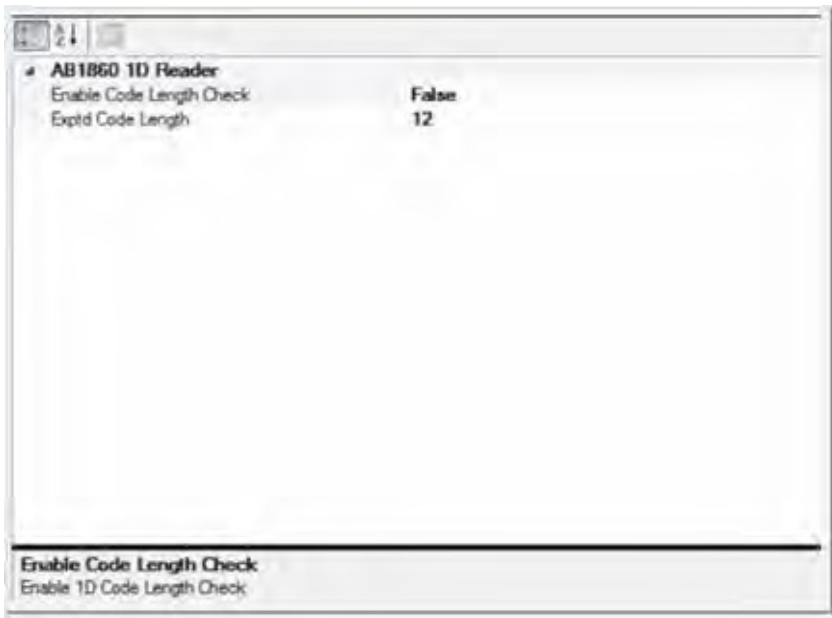 AB1860 1D Reader
Enable Code Length Check False
Exptd Code Length 12
Enable Code Length Check
Enable 1D Code Length Check